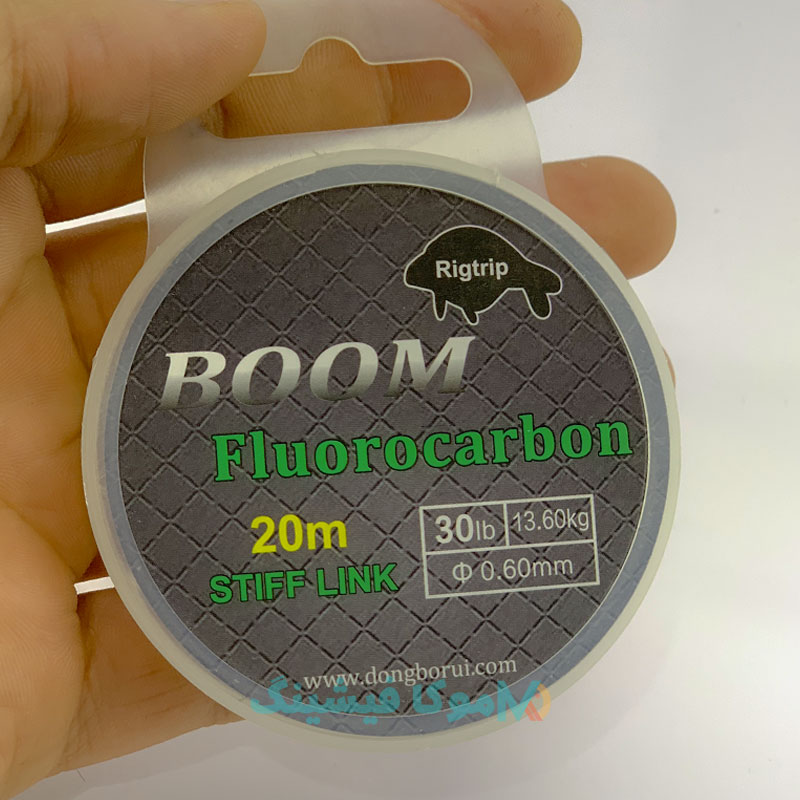 Rigtrip
BOOM
Fluorocarbon
20m
30lb 13.60kg
STIFF LINK
Φ 0.60mm
www.dongborui.com
موکا فیشینگ